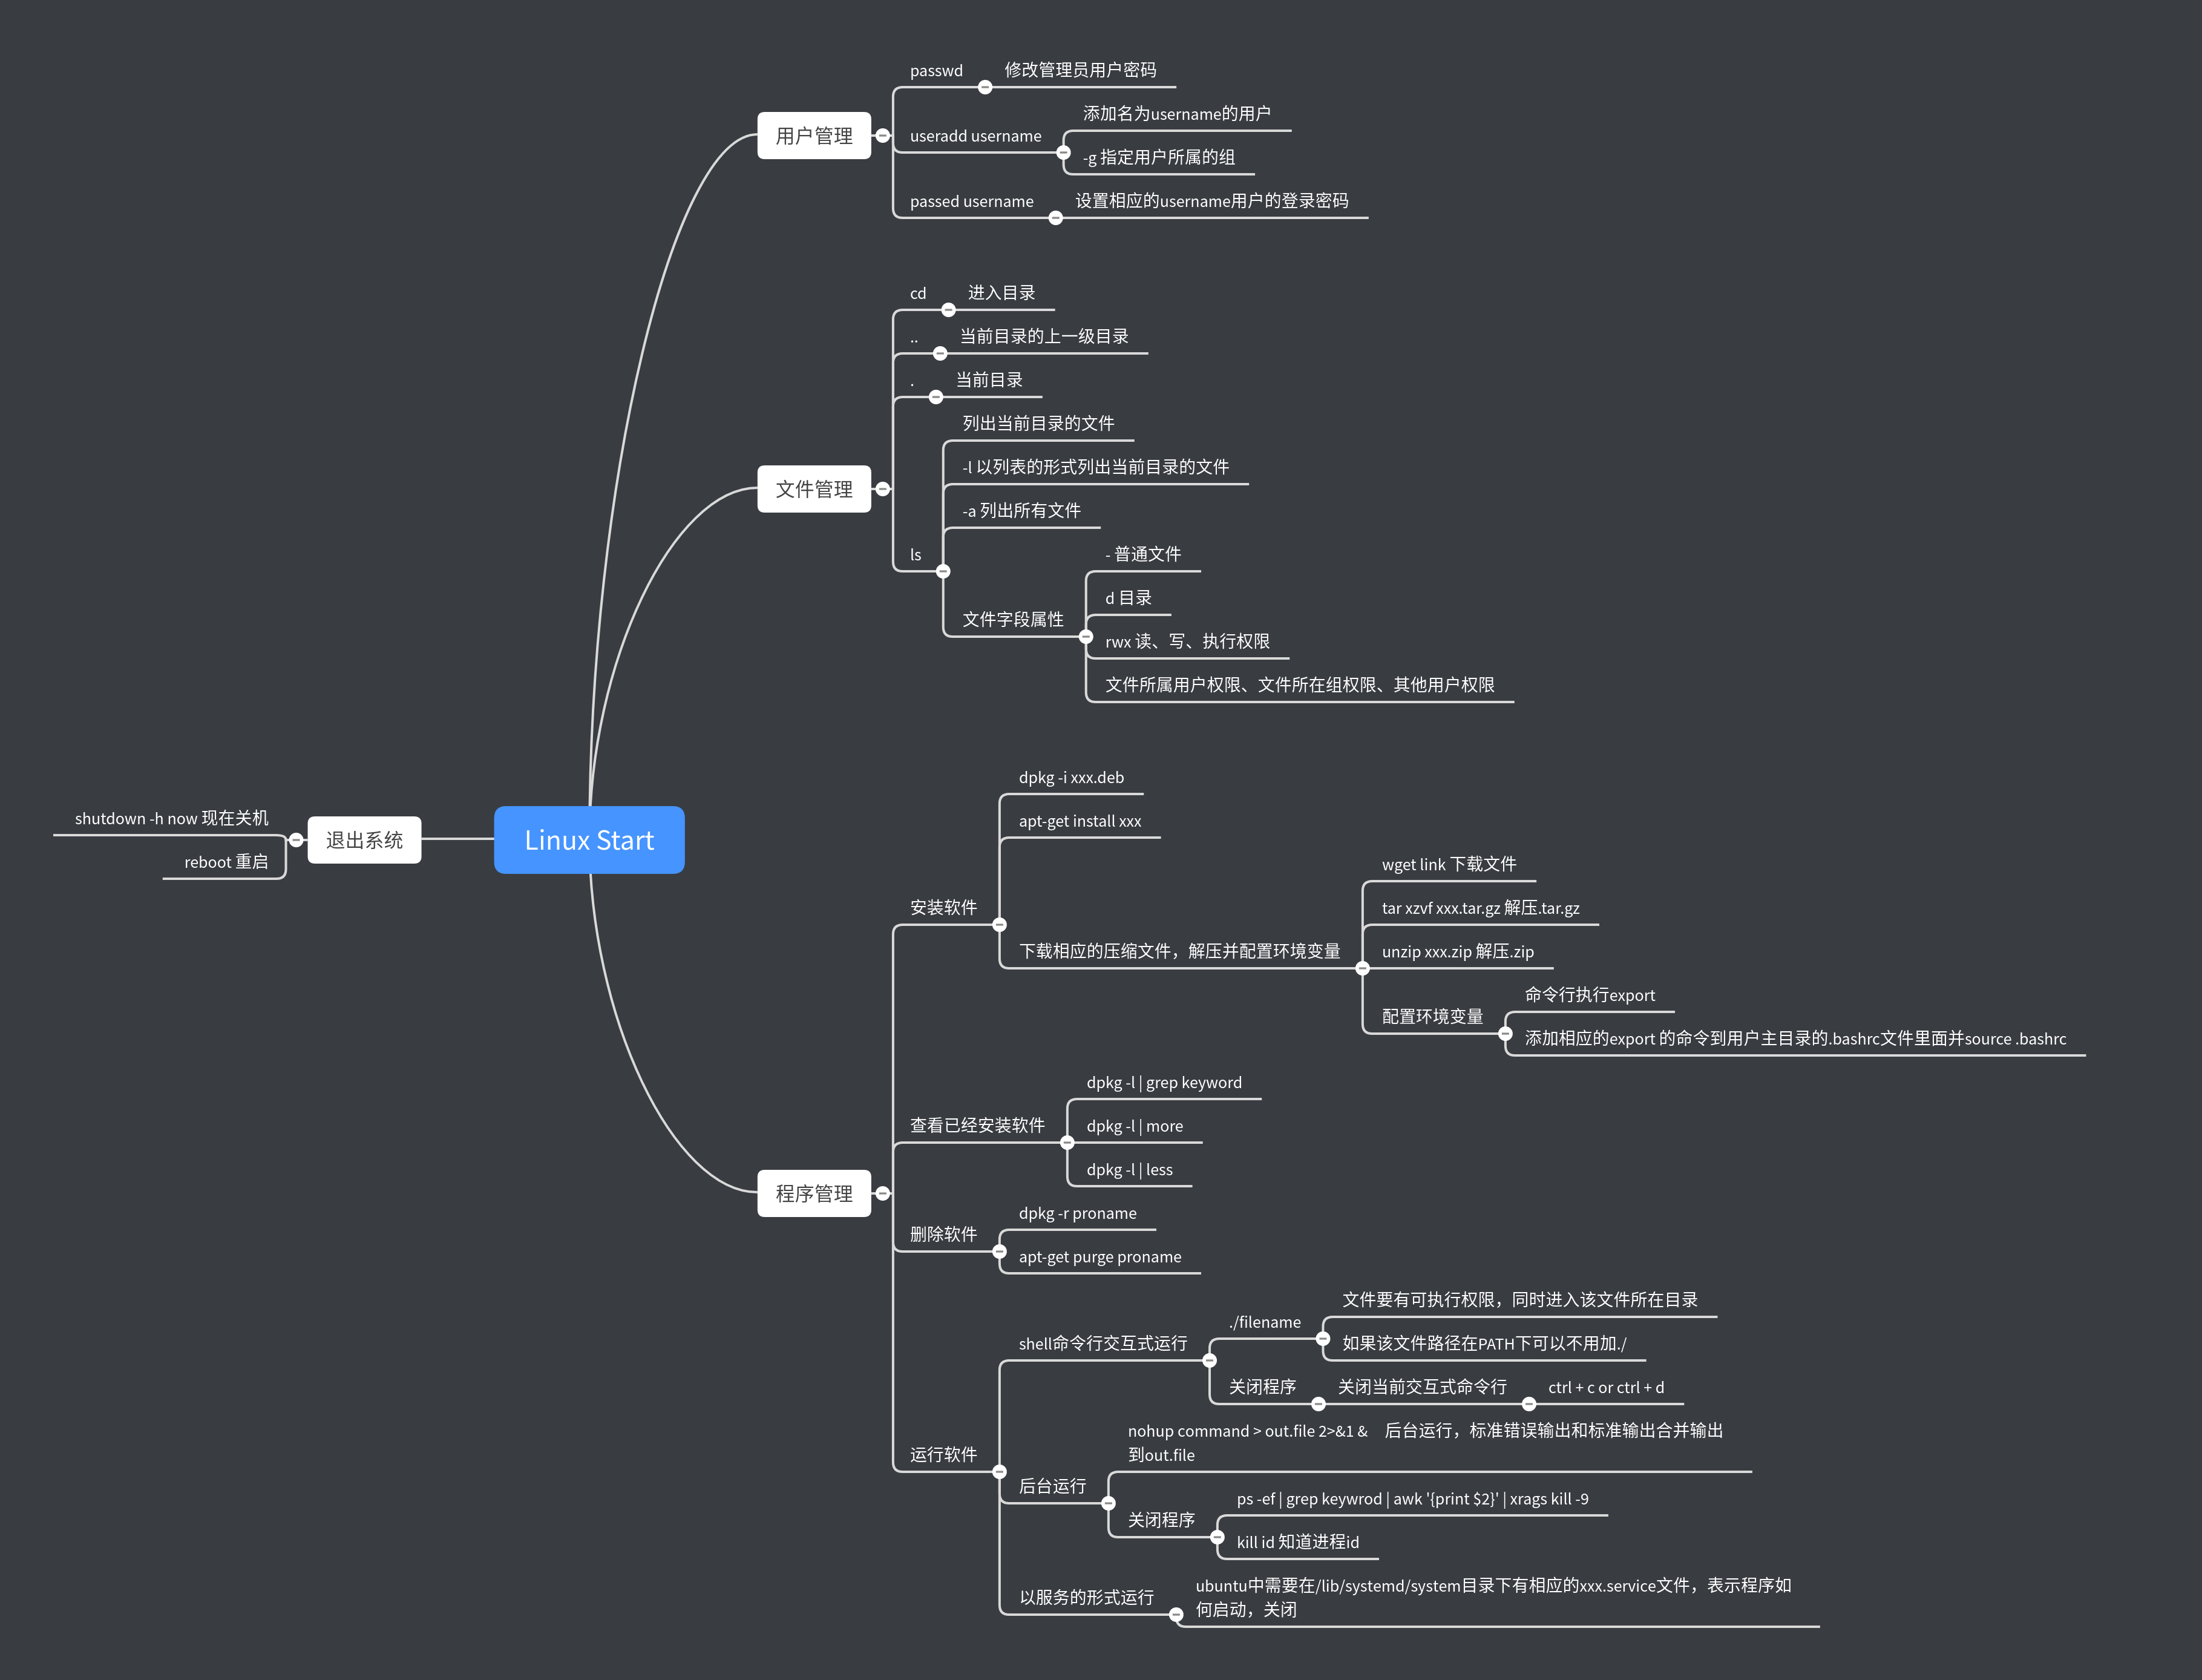 Linux Start
用户管理
passwd
修改管理员用户密码
useradd username
添加名为username的用户
-g 指定用户所属的组
passed username
设置相应的username用户的登录密码
文件管理
cd
进入目录
..
当前目录的上一级目录
.
当前目录
ls
列出当前目录的文件
-l 以列表的形式列出当前目录的文件
-a 列出所有文件
文件字段属性
- 普通文件
d 目录
rwx 读、写、执行权限
文件所属用户权限、文件所在组权限、其他用户权限
程序管理
安装软件
dpkg -i xxx.deb
apt-get install xxx
下载相应的压缩文件，解压并配置环境变量
wget link 下载文件
tar xzvf xxx.tar.gz 解压.tar.gz
unzip xxx.zip 解压.zip
配置环境变量
命令行执行export
添加相应的export 的命令到用户主目录的.bashrc文件里面并source .bashrc
查看已经安装软件
dpkg -l | grep keyword
dpkg -l | more
dpkg -l | less
删除软件
dpkg -r proname
apt-get purge proname
运行软件
shell命令行交互式运行
./filename
文件要有可执行权限，同时进入该文件所在目录
如果该文件路径在PATH下可以不用加./
关闭程序
关闭当前交互式命令行
ctrl + c or ctrl + d
后台运行
nohup command > out.file 2>&1 & 后台运行，标准错误输出和标准输出合并输出
到out.file
关闭程序
ps -ef | grep keywrod | awk '{print $2}' | xrags kill -9
kill id 知道进程id
以服务的形式运行
ubuntu中需要在/lib/systemd/system目录下有相应的xxx.service文件，表示程序如
何启动，关闭
退出系统
shutdown -h now 现在关机
reboot 重启